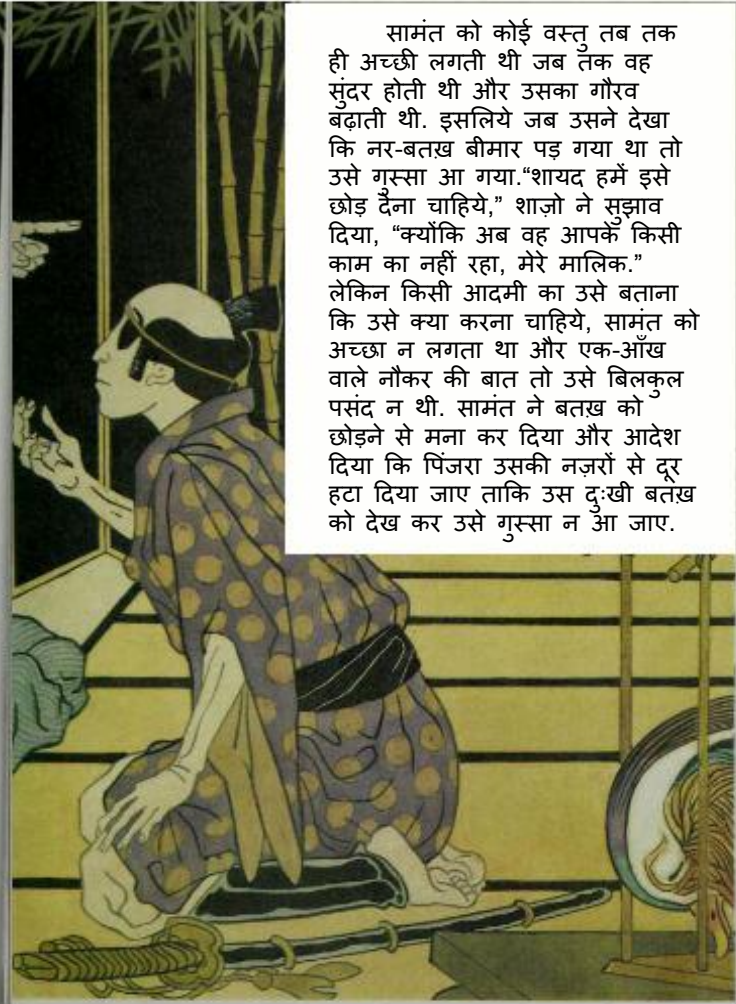 सामंत को कोई वस्तु तब तक
ही अच्छी लगती थी जब तक वह
सुंदर होती थी और उसका गौरव
बढ़ाती थी. इसलिये जब उसने देखा
कि नर-बतख़ बीमार पड़ गया था तो
उसे गुस्सा आ गया.“शायद हमें इसे
छोड़ देना चाहिये,” शाज़ो ने सुझाव
दिया, “क्योंकि अब वह आपके किसी
काम का नहीं रहा, मेरे मालिक.”
लेकिन किसी आदमी का उसे बताना
कि उसे क्या करना चाहिये, सामंत को
अच्छा न लगता था और एक-आँख
वाले नौकर की बात तो उसे बिलकुल
पसंद न थी. सामंत ने बतख़ को
छोड़ने से मना कर दिया और आदेश
दिया कि पिंजरा उसकी नज़रों से दूर
हटा दिया जाए ताकि उस दुःखी बतख़
को देख कर उसे गुस्सा न आ जाए.